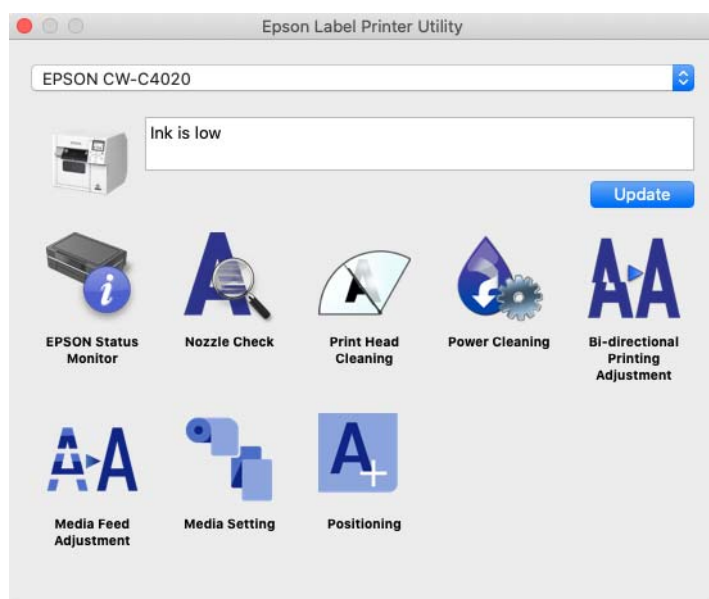 Epson Label Printer Utility
EPSON CW-C4020
Ink is low
Update
EPSON Status
Monitor
Nozzle Check
Print Head
Cleaning
Power Cleaning
Bi-directional
Printing
Adjustment
Media Feed
Adjustment
Media Setting
Positioning